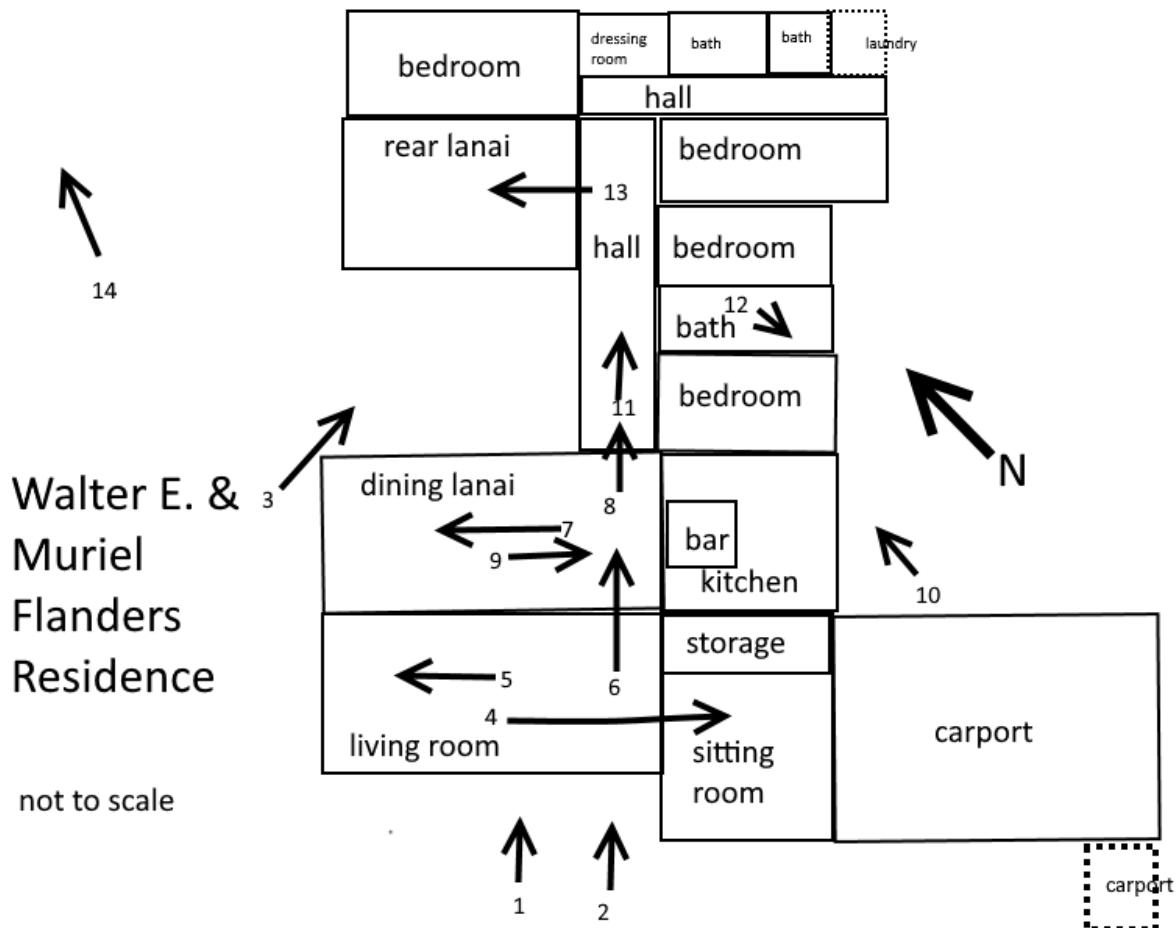 dressing
room
bath
bath
laundry
bedroom
hall
rear lanai
bedroom
13
hall
bedroom
14
12
bath
bedroom
11
N
Walter E. &
Muriel
Flanders
Residence
3
dining lanai
8
7
9
bar
kitchen
10
storage
5
6
4
living room
sitting
room
carport
not to scale
1
2
carport